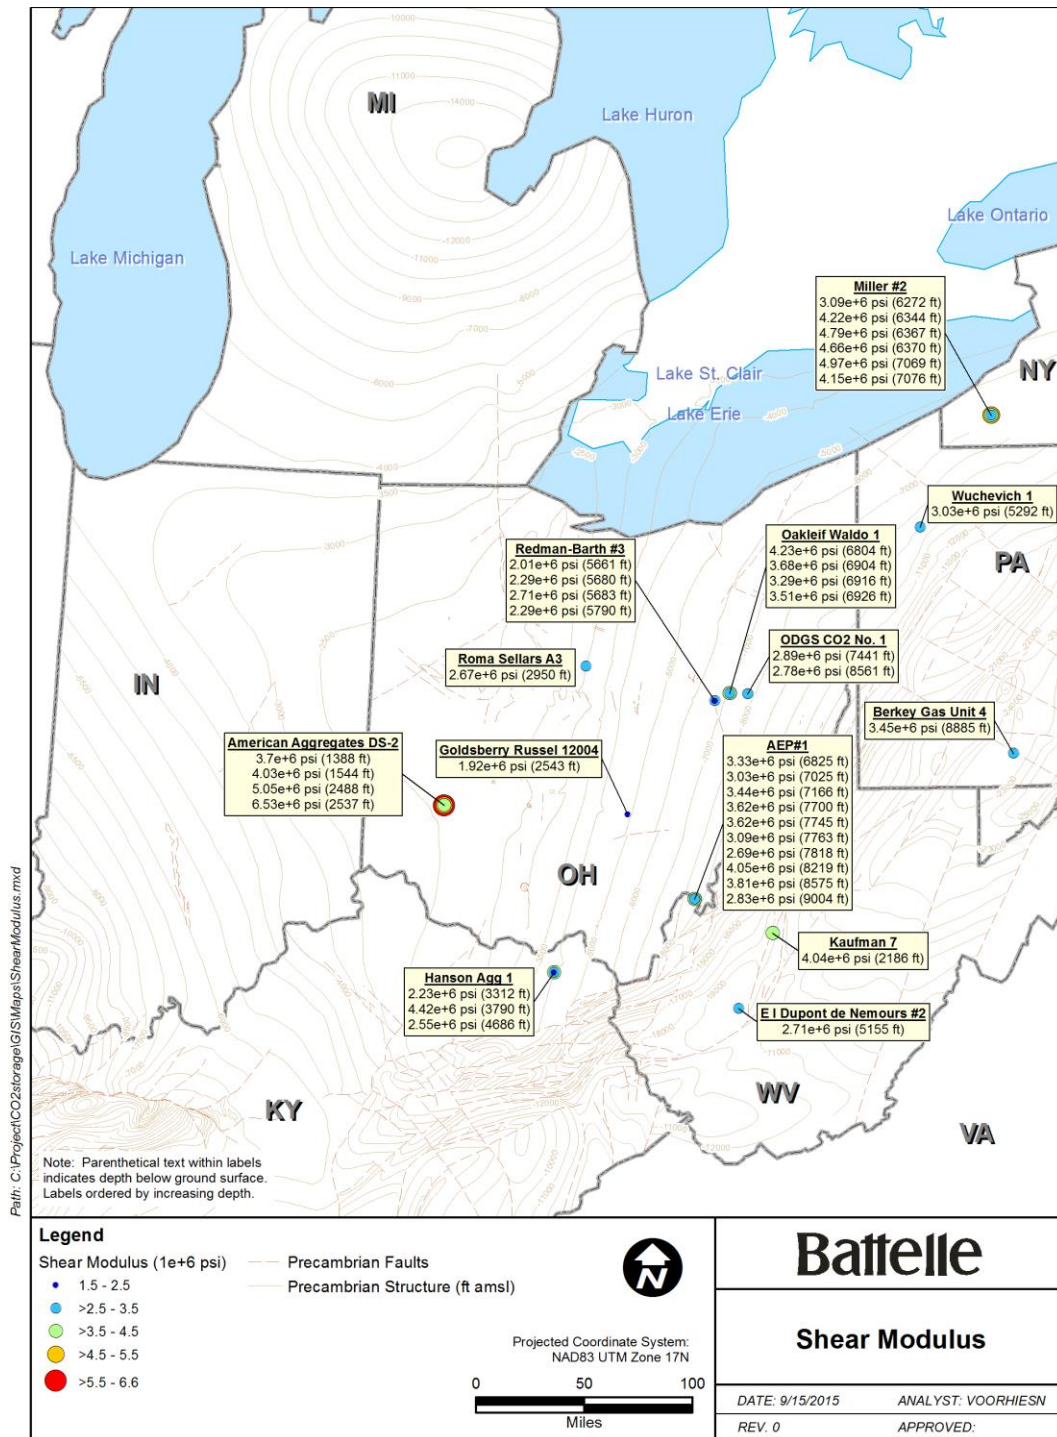 MI
Lake Huron
Lake Ontario
Lake Michigan
Miller #2
3.09e+6 psi (6272 ft)
4.22e+6 psi (6344 ft)
4.79e+6 psi (6367 ft)
4.66e+6 psi (6370 ft)
4.97e+6 psi (7069 ft)
4.15e+6 psi (7076 ft)
NY
Lake St. Clair
Lake Erie
Wuchevich 1
3.03e+6 psi (5292 ft)
PA
Redman-Barth #3
2.01e+6 psi (5661 ft)
2.29e+6 psi (5680 ft)
2.71e+6 psi (5683 ft)
2.29e+6 psi (5790 ft)
Oakleif Waldo 1
4.23e+6 psi (6804 ft)
3.68e+6 psi (6904 ft)
3.29e+6 psi (6916 ft)
3.51e+6 psi (6926 ft)
ODGS CO2 No. 1
2.89e+6 psi (7441 ft)
2.78e+6 psi (8561 ft)
Roma Sellars A3
2.67e+6 psi (2950 ft)
IN
Berkey Gas Unit 4
3.45e+6 psi (8885 ft)
American Aggregates DS-2
3.7e+6 psi (1388 ft)
4.03e+6 psi (1544 ft)
5.05e+6 psi (2488 ft)
6.53e+6 psi (2537 ft)
Goldsberry Russel 12004
1.92e+6 psi (2543 ft)
AEP#1
3.33e+6 psi (6825 ft)
3.03e+6 psi (7025 ft)
3.44e+6 psi (7166 ft)
3.62e+6 psi (7700 ft)
3.62e+6 psi (7745 ft)
3.09e+6 psi (7763 ft)
2.69e+6 psi (7818 ft)
4.05e+6 psi (8219 ft)
3.81e+6 psi (8575 ft)
2.83e+6 psi (9004 ft)
OH
Kaufman 7
4.04e+6 psi (2186 ft)
Hanson Agg 1
2.23e+6 psi (3312 ft)
4.42e+6 psi (3790 ft)
2.55e+6 psi (4686 ft)
E I Dupont de Nemours #2
2.71e+6 psi (5155 ft)
WV
KY
VA
Note: Parenthetical text within labels
indicates depth below ground surface.
Labels ordered by increasing depth.
Path: C:\Project\CO2storage\GIS\Maps\ShearModulus.mxd
Legend
Shear Modulus (1e+6 psi)
1.5 - 2.5
>2.5 - 3.5
>3.5 - 4.5
>4.5 - 5.5
>5.5 - 6.6
Precambrian Faults
Precambrian Structure (ft amsl)
N
Projected Coordinate System:
NAD83 UTM Zone 17N
0 50 100
Miles
Battelle
Shear Modulus
DATE: 9/15/2015 ANALYST: VOORHIESN
REV. 0 APPROVED: